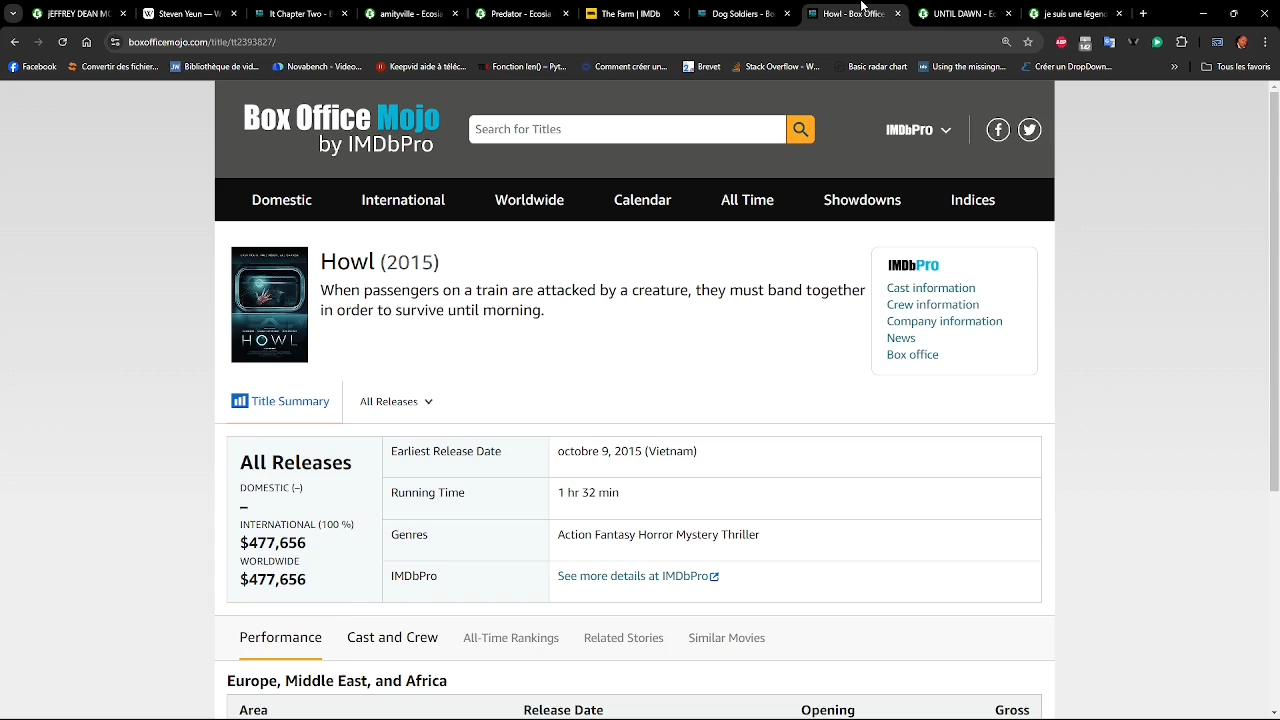 jEFFREY DEAN MC
Steven Yeun — W
It Chapter Two - 
amityville - Ecosia
Predator - Ecosia
The Farm | IMDb
Dog Soldiers - Bo
Howl - Box Office
UNTIL DAWN - Ec
je suis une légend
boxofficemojo.com/title/tt2393827/
142
Facebook
Convertir des fichier...
Bibliothèque de vid...
Novabench - Video...
Keepvid aide à téléc...
Fonction len() – Pyt...
Comment créer un...
Brevet
Stack Overflow - W...
Basic radar chart
Using the missingn...
Créer un DropDown...
Tous les favoris
Box Office Mojo
by IMDbPro
Search for Titles
IMDbPro
Domestic International Worldwide Calendar All Time Showdowns Indices
Howl (2015)
When passengers on a train are attacked by a creature, they must band together
in order to survive until morning.
HOWL
IMDbPro
Cast information
Crew information
Company information
News
Box office
Title Summary
All Releases
All Releases
DOMESTIC (–)
–
INTERNATIONAL (100 %)
$477,656
WORLDWIDE
$477,656
Earliest Release Date octobre 9, 2015 (Vietnam)
Running Time 1 hr 32 min
Genres Action Fantasy Horror Mystery Thriller
IMDbPro See more details at IMDbPro
Performance Cast and Crew All-Time Rankings Related Stories Similar Movies
Europe, Middle East, and Africa
Area Release Date Opening Gross